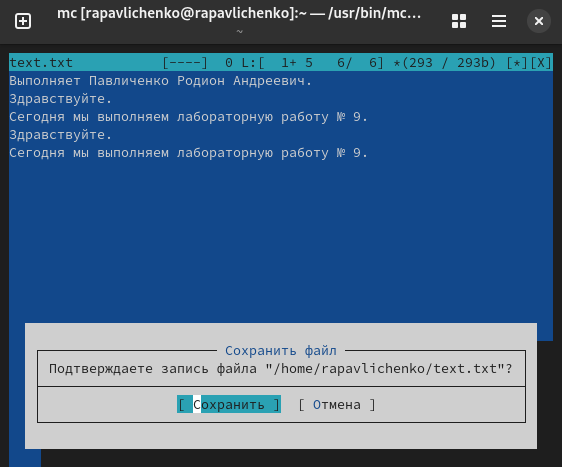 mc [rapavlichenko@rapavlichenko]:~ — /usr/bin/mc...
~
text.txt [----] 0 L:[ 1+ 5 6/ 6] *(293 / 293b) [*][X]
Выполняет Павличенко Родион Андреевич.
Здравствуйте.
Сегодня мы выполняем лабораторную работу № 9.
Здравствуйте.
Сегодня мы выполняем лабораторную работу № 9.
Сохранить файл
Подтверждаете запись файла "/home/rapavlichenko/text.txt"?
[ Сохранить ] [ Отмена ]